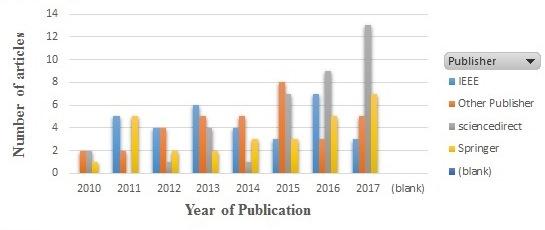 14
12
10
8
6
4
2
0
Number of articles
2010 2011 2012 2013 2014 2015 2016 2017 (blank)
Year of Publication
Publisher
IEEE
Other Publisher
sciencedirect
Springer
(blank)